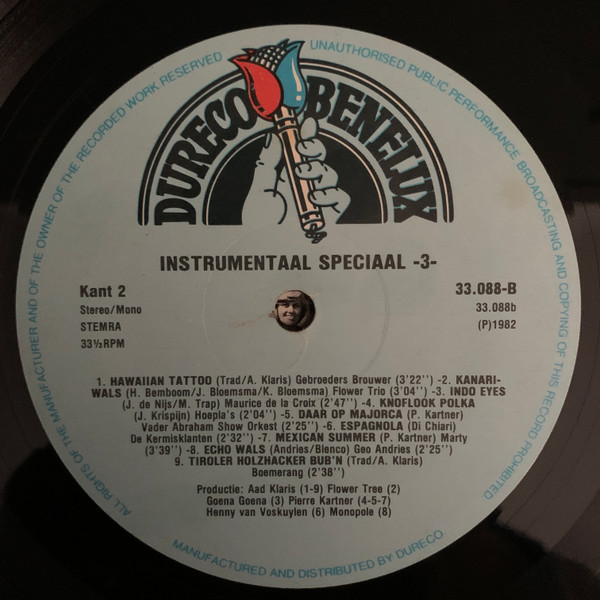 DURECO BENELUX
INSTRUMENTAAL SPECIAAL -3-
Kant 2
Stereo/Mono
STEMRA
33⅓RPM
33.088-B
33.088b
(P)1982
1. HAWAIIAN TATTOO (Trad/A. Klaris) Gebroeders Brouwer (3'22'') -2. KANARI-
WALS (H. Bemboom/J. Bloemsma/K. Bloemsma) Flower Trio (3'04'') -3. INDO EYES
(J. de Nijs/M. Trap) Maurice de la Croix (2'47'') -4. KNOFLOOK POLKA
(J. Krispijn) Hoepla's (2'04'') -5. DAAR OP MAJORCA (P. Kartner)
Vader Abraham Show Orkest (2'25'') -6. ESPAGNOLA (Di Chiari)
De Kermisklanten (2'32'') -7. MEXICAN SUMMER (P. Kartner) Marty
(3'39'') -8. ECHO WALS (Andries/Blenco) Geo Andries (2'25'')
9. TIROLER HOLZHACKER BUB'N (Trad/A. Klaris)
Boemerang (2'38'')
Productie: Aad Klaris (1-9) Flower Tree (2)
Goena Goena (3) Pierre Kartner (4-5-7)
Henny van Voskuylen (6) Monopole (8)
ALL RIGHTS OF THE MANUFACTURER AND OF THE OWNER OF THE RECORDED WORK RESERVED
UNAUTHORISED PUBLIC PERFORMANCE BROADCASTING AND COPYING OF THIS RECORD PROHIBITED
MANUFACTURED AND DISTRIBUTED BY DURECO